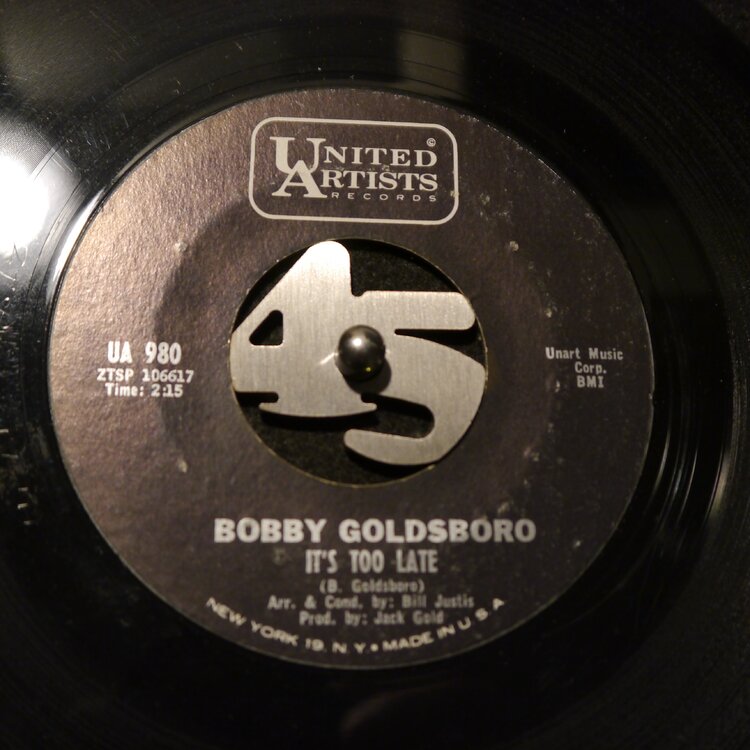 UNITED ©
ARTISTS
RECORDS
45
UA 980
ZTSP 106617
Time: 2:15
Unart Music
Corp.
BMI
BOBBY GOLDSBORO
IT'S TOO LATE
(B. Goldsboro)
Arr. & Cond. by: Bill Justis
Prod. by: Jack Gold
NEW YORK 19, N Y • MADE IN U S A